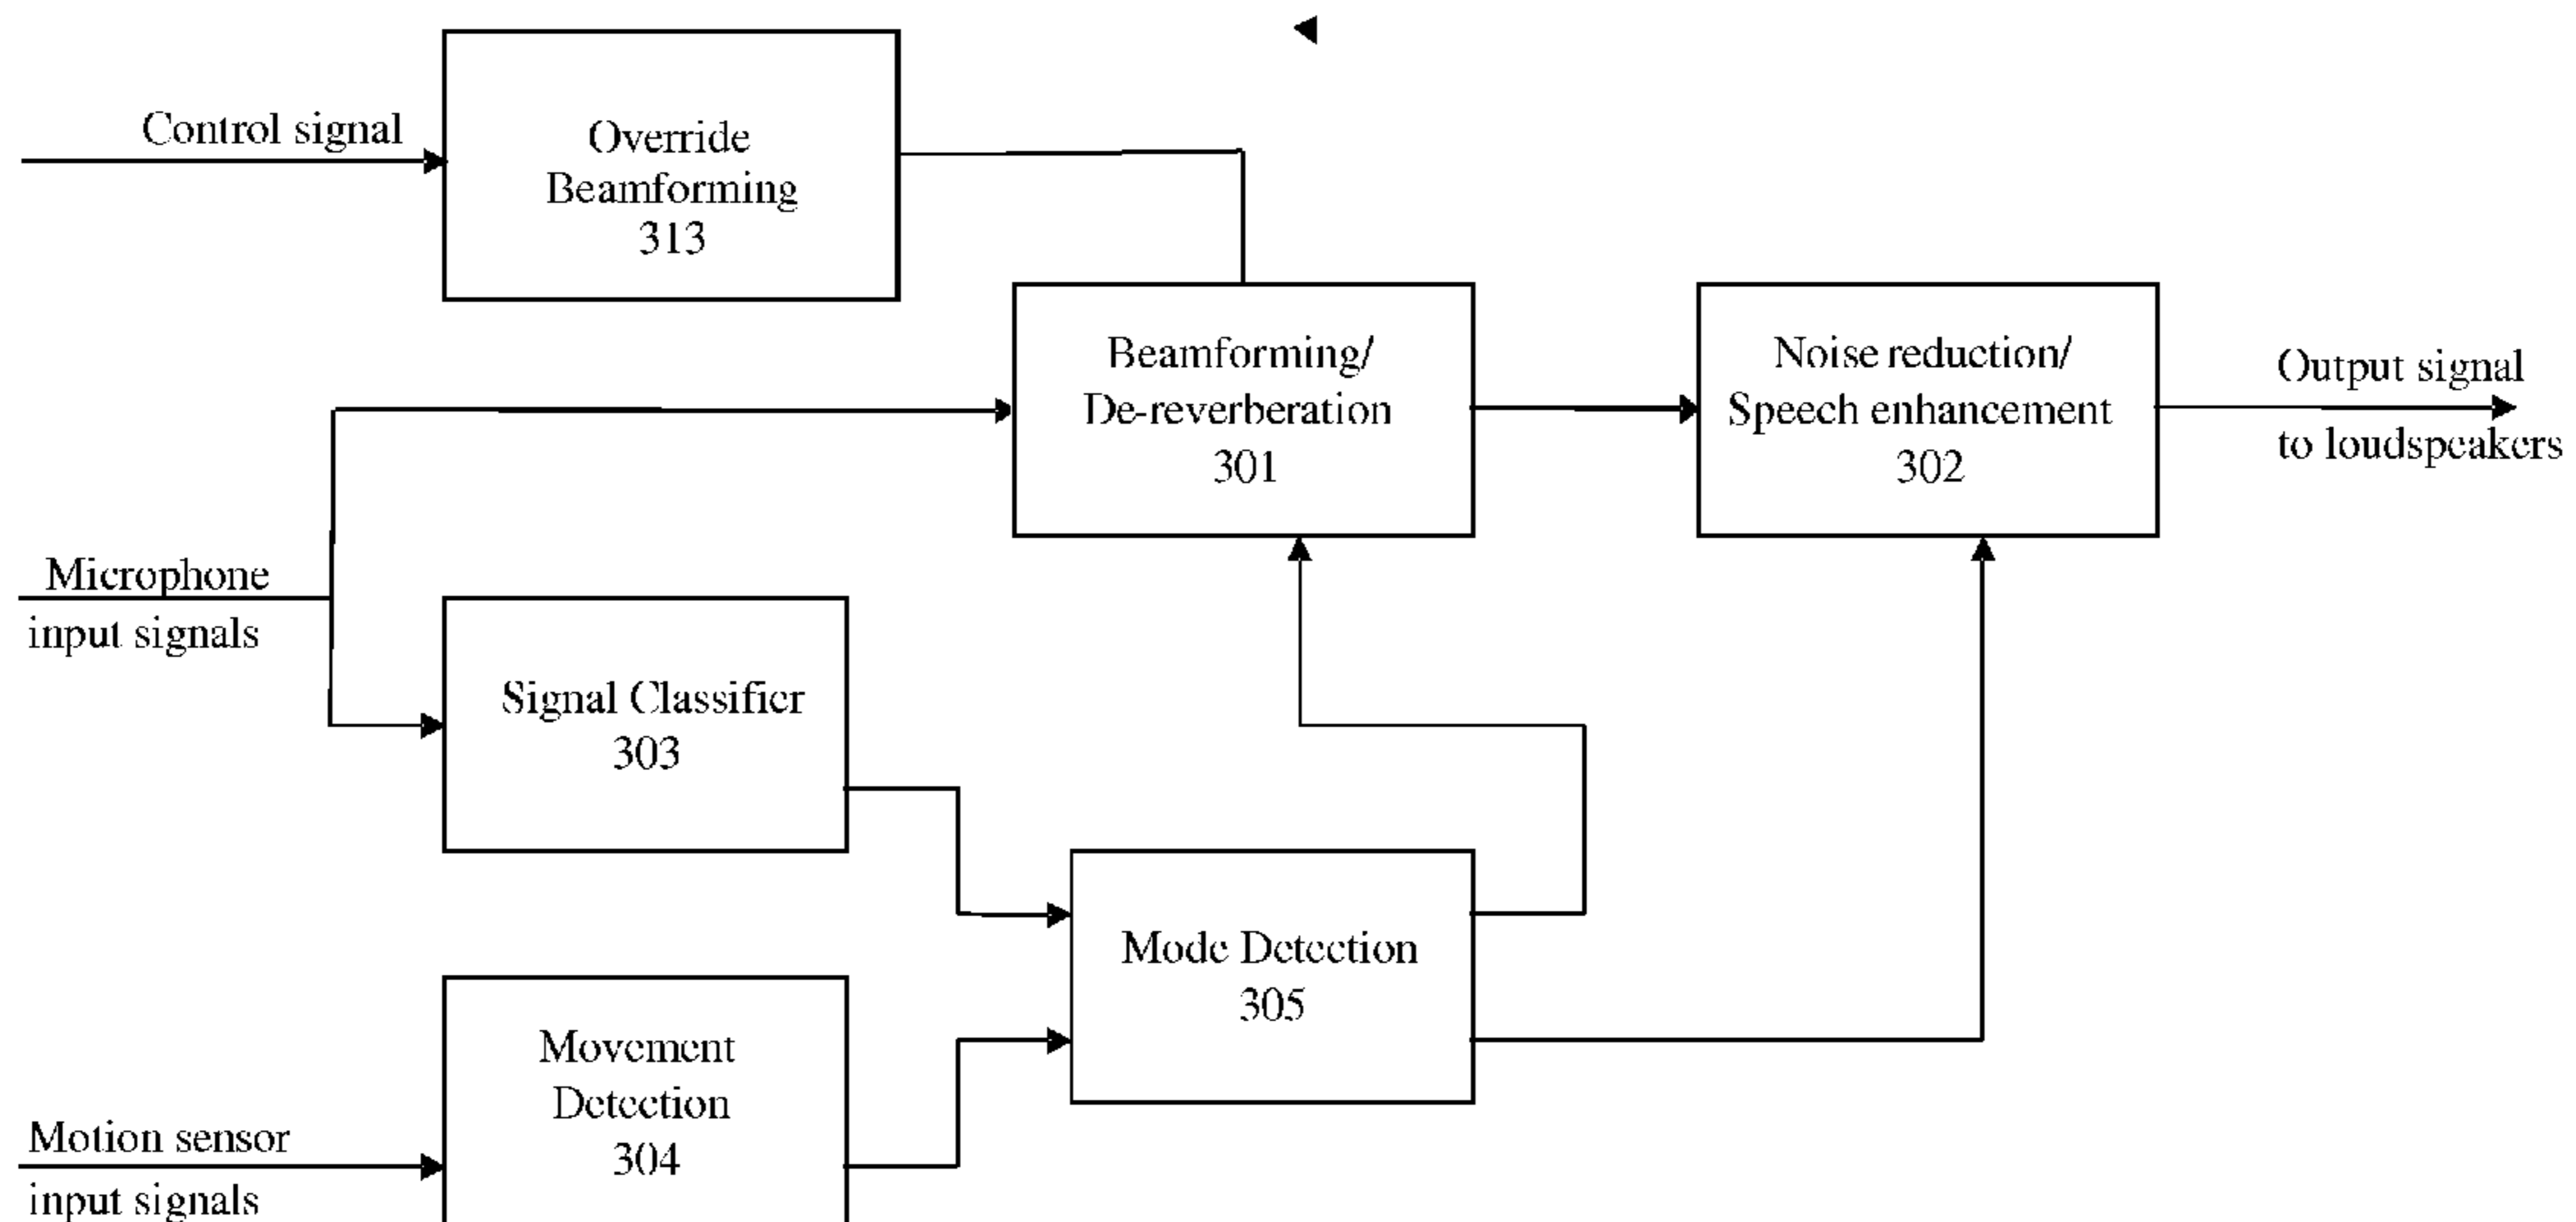 Control signal
Override
Beamforming
313
Beamforming/
De-reverberation
301
Noise reduction/
Speech enhancement
302
Output signal
to loudspeakers
Microphone
input signals
Signal Classifier
303
Mode Detection
305
Movement
Detection
304
Motion sensor
input signals